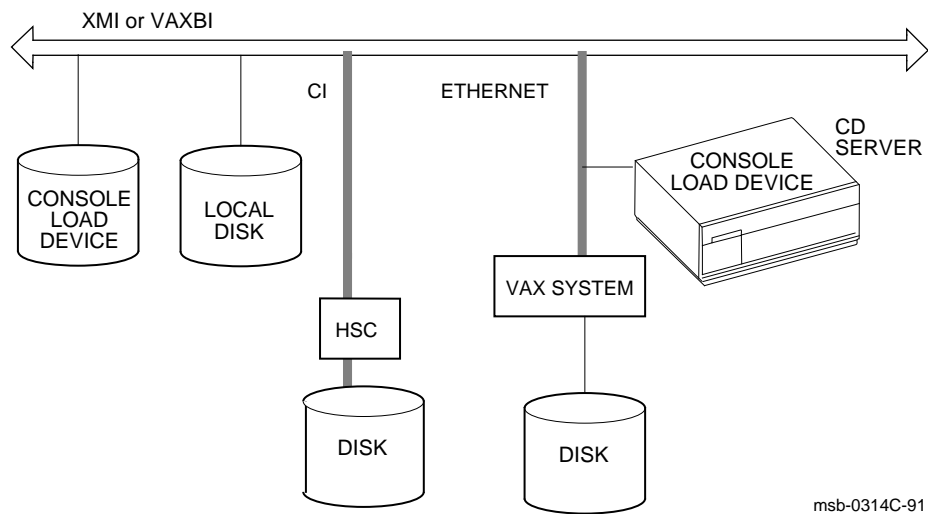 XMI or VAXBI
CI
ETHERNET
CD
SERVER
CONSOLE
LOAD DEVICE
CONSOLE
LOAD
DEVICE
LOCAL
DISK
VAX SYSTEM
HSC
DISK
DISK
msb-0314C-91